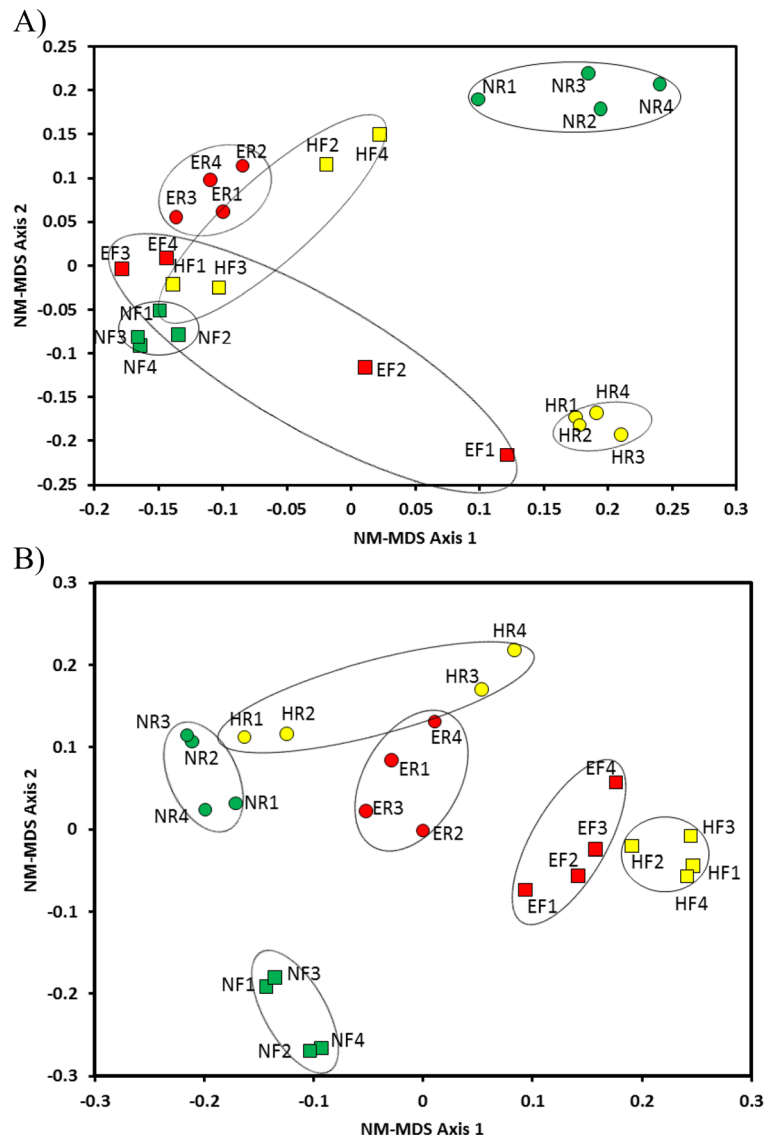 A)
0.25
0.2
0.15
0.1
0.05
0
-0.05
-0.1
-0.15
-0.2
-0.25
NM-MDS Axis 2
NR1 NR3 NR2 NR4
HF2 HF4
ER4 ER2
ER3 ER1
EF3 EF4
HF1 HF3
NF1
NF3 NF2
NF4
EF2
EF1
HR1 HR4
HR2 HR3
-0.2 -0.15 -0.1 -0.05 0 0.05 0.1 0.15 0.2 0.25 0.3
NM-MDS Axis 1
B)
0.3
0.2
0.1
0
-0.1
-0.2
-0.3
NM-MDS Axis 2
HR4
HR3
HR1 HR2
NR3
NR2
NR4 NR1
ER4
ER1
ER3
ER2
EF4
EF3
EF2
EF1
HF3
HF2
HF1
HF4
NF1 NF3
NF2 NF4
-0.3 -0.2 -0.1 0 0.1 0.2 0.3
NM-MDS Axis 1